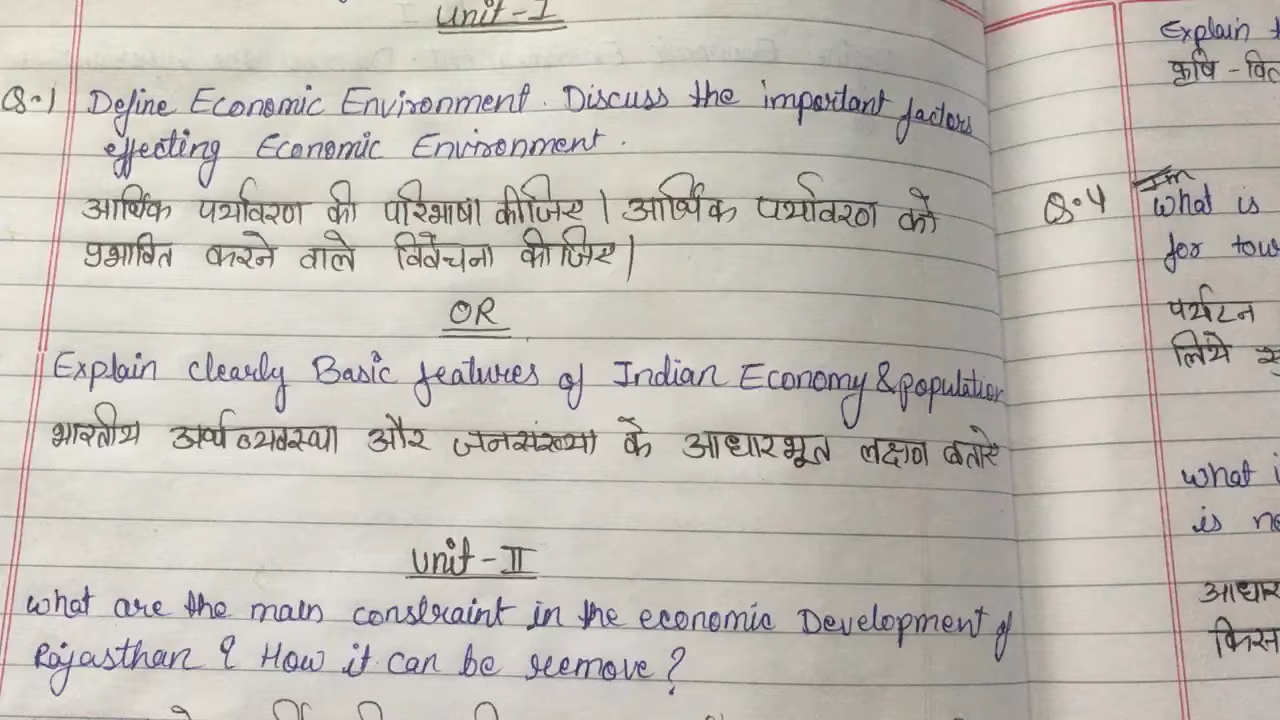 Unit-I
Q.1 Define Economic Environment. Discuss the important factors
effecting Economic Environment.
आर्थिक पर्यावरण की परिभाषा कीजिए। आर्थिक पर्यावरण को
प्रभावित करने वाले विवेचना कीजिए।
OR
Explain clearly Basic features of Indian Economy & population
भारतीय अर्थव्यवस्था और जनसंख्या के आधारभूत लक्षण बताऐ
Unit-II
What are the main constraint in the economic Development of
Rajasthan ? How it can be remove ?
Explain
कृषि -
Q.4 What is
for
पर्यटन
लिये
what
is